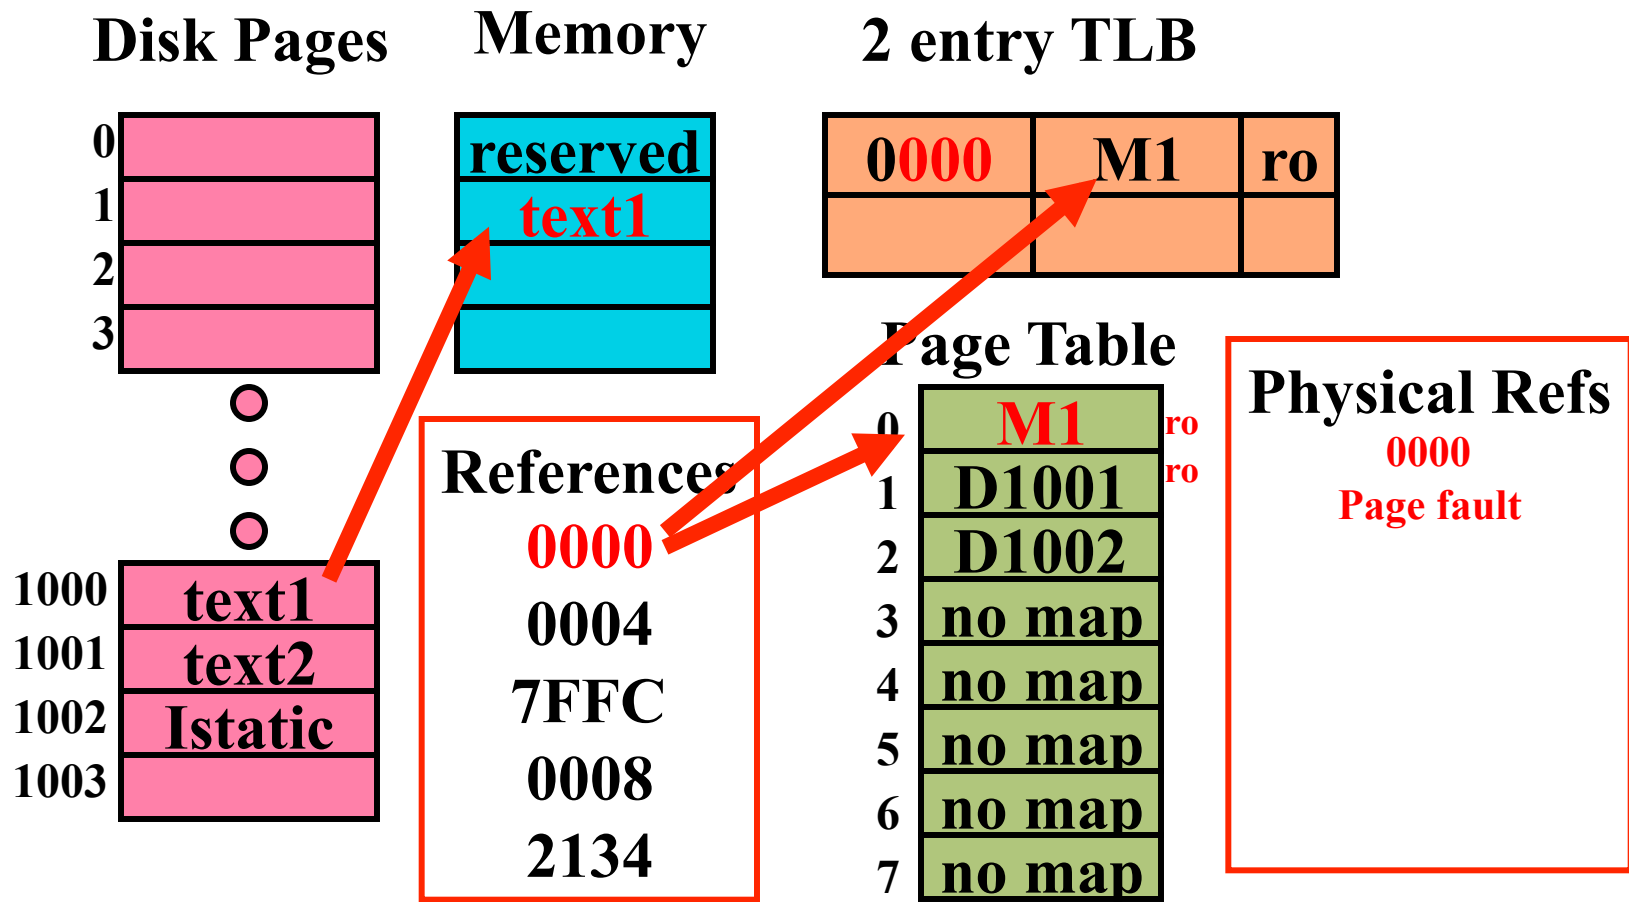 Disk Pages
0
1
2
3
1000 text1
1001 text2
1002 Istatic
1003
Memory
reserved
text1
References
0000
0004
7FFC
0008
2134
2 entry TLB
0000 M1 ro
Page Table
0 M1 ro
1 D1001 ro
2 D1002
3 no map
4 no map
5 no map
6 no map
7 no map
Physical Refs
0000
Page fault